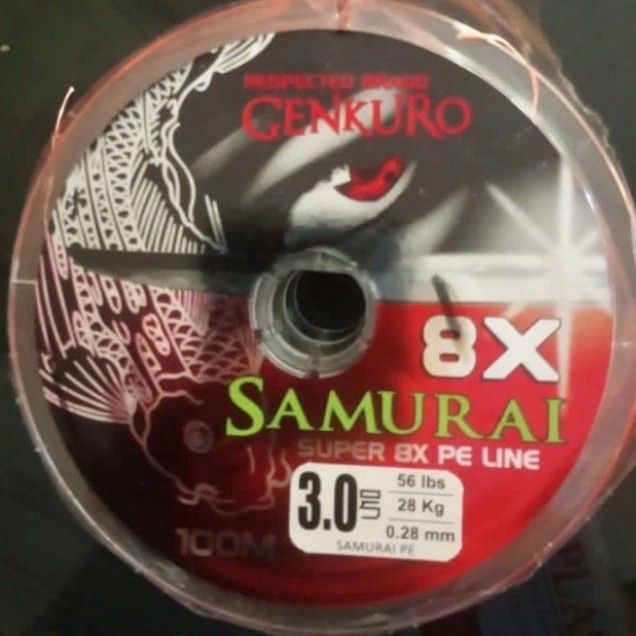 RESPECTED BRAND
GENKURO
8X
SAMURAI
SUPER 8X PE LINE
3.0
56 lbs
28 Kg
0.28 mm
SAMURAI PE
100M